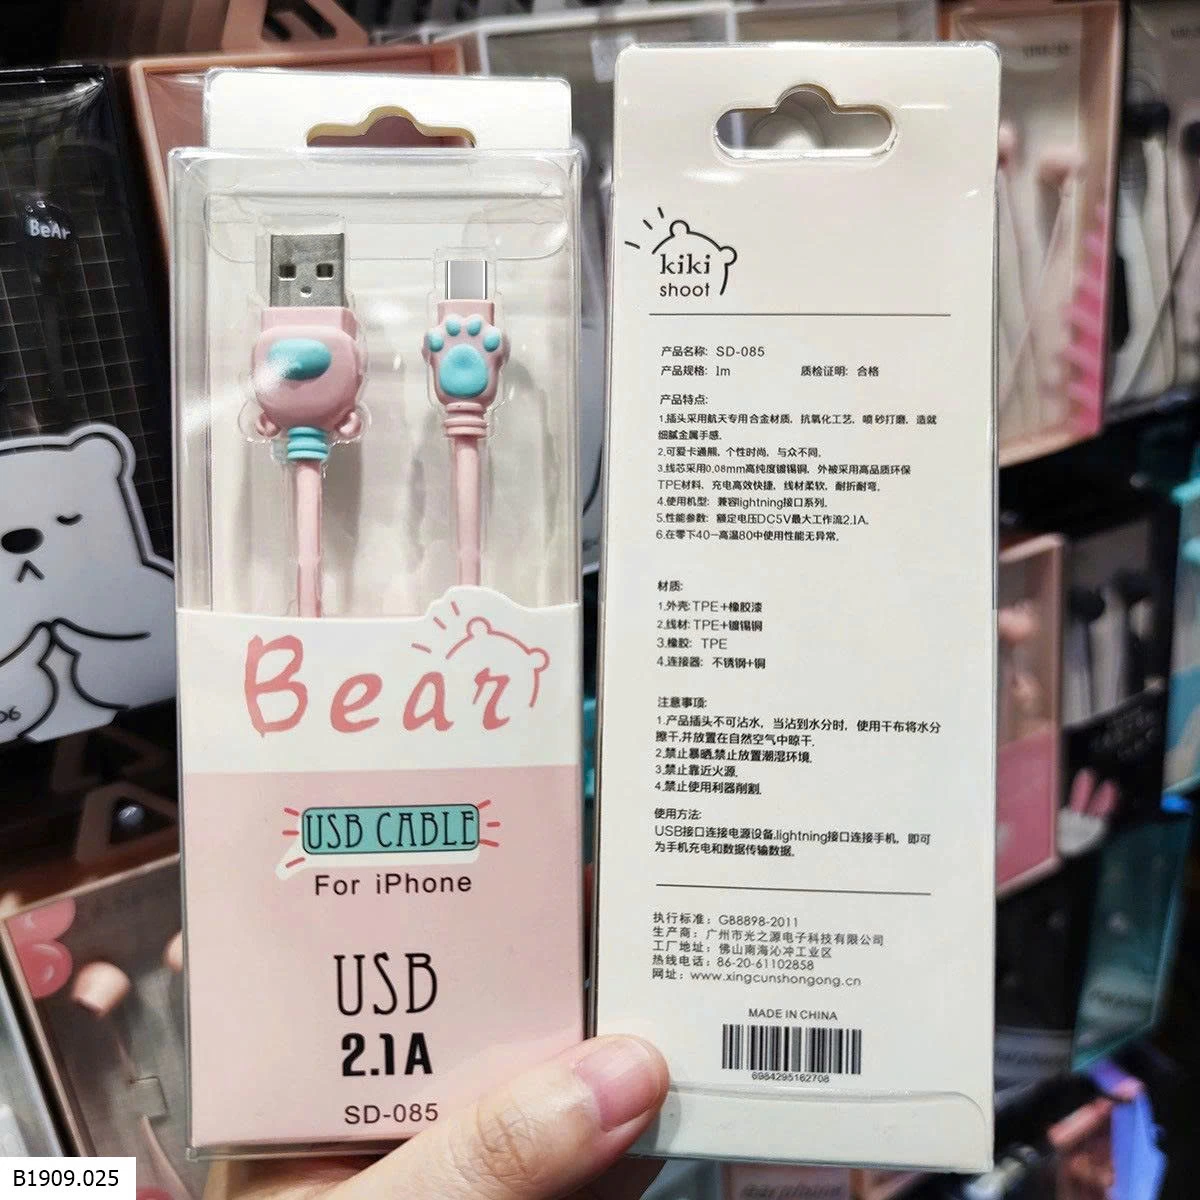 BeAr
Bear
USB CABLE
For iPhone
USB
2.1A
SD-085
kiki
shoot
产品名称: SD-085
产品规格: 1m 质检证明: 合格
产品特点:
1.插头采用航天专用合金材质, 抗氧化工艺, 喷砂打磨, 造就
细腻金属手感.
2.可爱卡通熊, 个性时尚, 与众不同.
3.线芯采用0.08mm高纯度镀锡铜, 外被采用高品质环保
TPE材料, 充电高效快捷, 线材柔软, 耐折耐弯.
4.使用机型: 兼容lightning接口系列.
5.性能参数: 额定电压DC5V最大工作流2.1A.
6.在零下40—高温80中使用性能无异常.
材质:
1.外壳: TPE+橡胶漆
2.线材: TPE+镀锡铜
3.橡胶: TPE
4.连接器: 不锈钢+铜
注意事项:
1.产品插头不可沾水, 当沾到水分时, 使用干布将水分
擦干,并放置在自然空气中晾干.
2.禁止暴晒,禁止放置潮湿环境.
3.禁止靠近火源.
4.禁止使用利器削割.
使用方法:
USB接口连接电源设备.lightning接口连接手机, 即可
为手机充电和数据传输数据.
执行标准: GB8898-2011
生产商: 广州市光之源电子科技有限公司
工厂地址: 佛山南海沁冲工业区
热线电话: 86-20-61102858
网址: www.xingcunshongong.cn
MADE IN CHINA
6984295162708
B1909.025